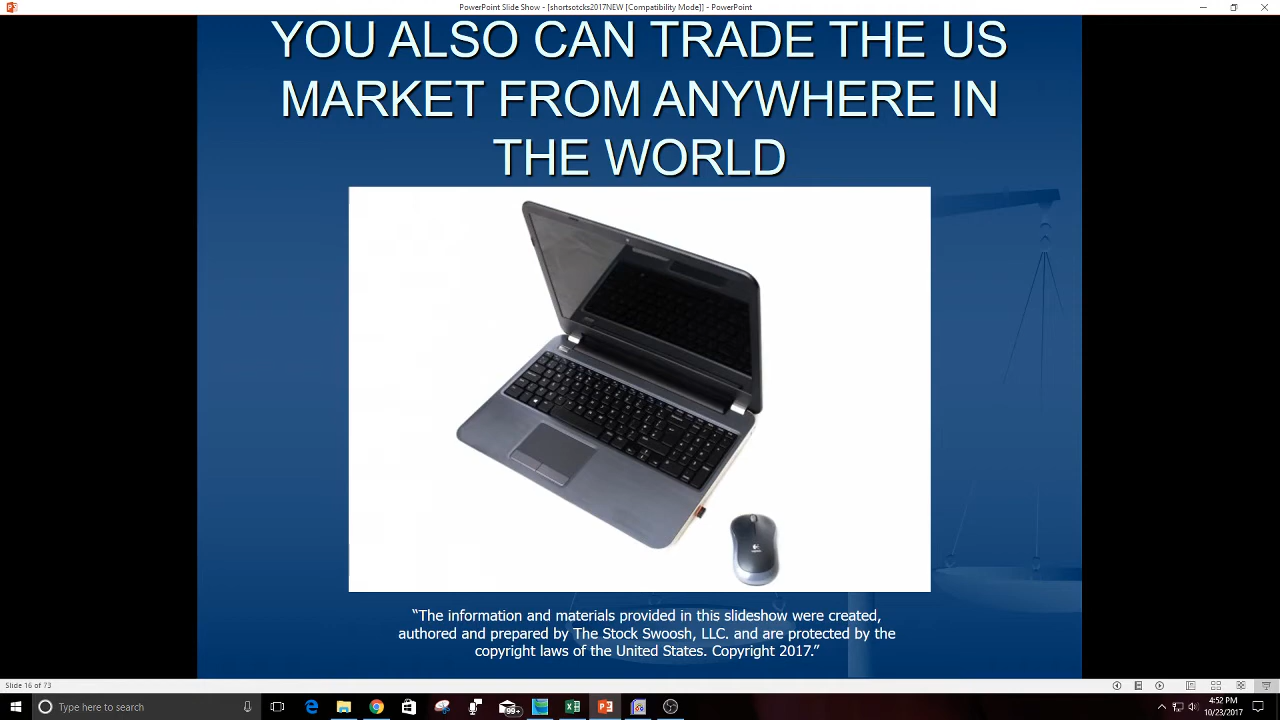 PowerPoint Slide Show - [shortsotcks2017NEW [Compatibility Mode]] - PowerPoint
YOU ALSO CAN TRADE THE US
MARKET FROM ANYWHERE IN
THE WORLD
“The information and materials provided in this slideshow were created,
authored and prepared by The Stock Swoosh, LLC. and are protected by the
copyright laws of the United States. Copyright 2017.”
Slide 16 of 73
Type here to search
99+
4:52 PM
10/23/2017